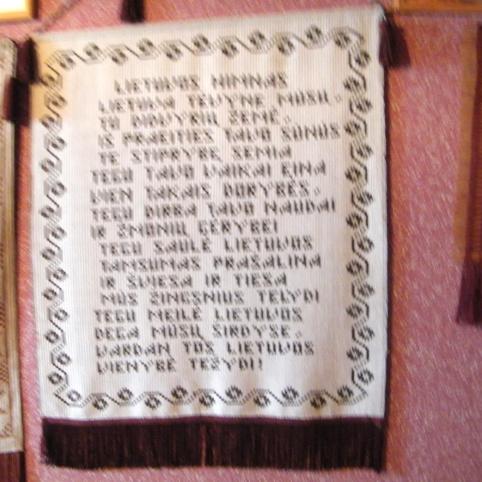 LIETUVOS HIMNAS
LIETUVA TĖVYNE MŪSŲ,
TU DIDVYRIŲ ŽEMĖ,
IŠ PRAEITIES TAVO SŪNŪS
TE STIPRYBĘ SEMIA
TEGU TAVO VAIKAI EINA
VIEN TAKAIS DORYBĖS,
TEGU DIRBA TAVO NAUDAI
IR ŽMONIŲ GĖRYBEI
TEGU SAULĖ LIETUVOS
TAMSUMAS PRAŠALINA
IR ŠVIESA IR TIESA
MŪS ŽINGSNIUS TELYDI
TEGU MEILĖ LIETUVOS
DEGA MŪSŲ ŠIRDYSE,
VARDAN TOS LIETUVOS
VIENYBĖ TEŽYDI!